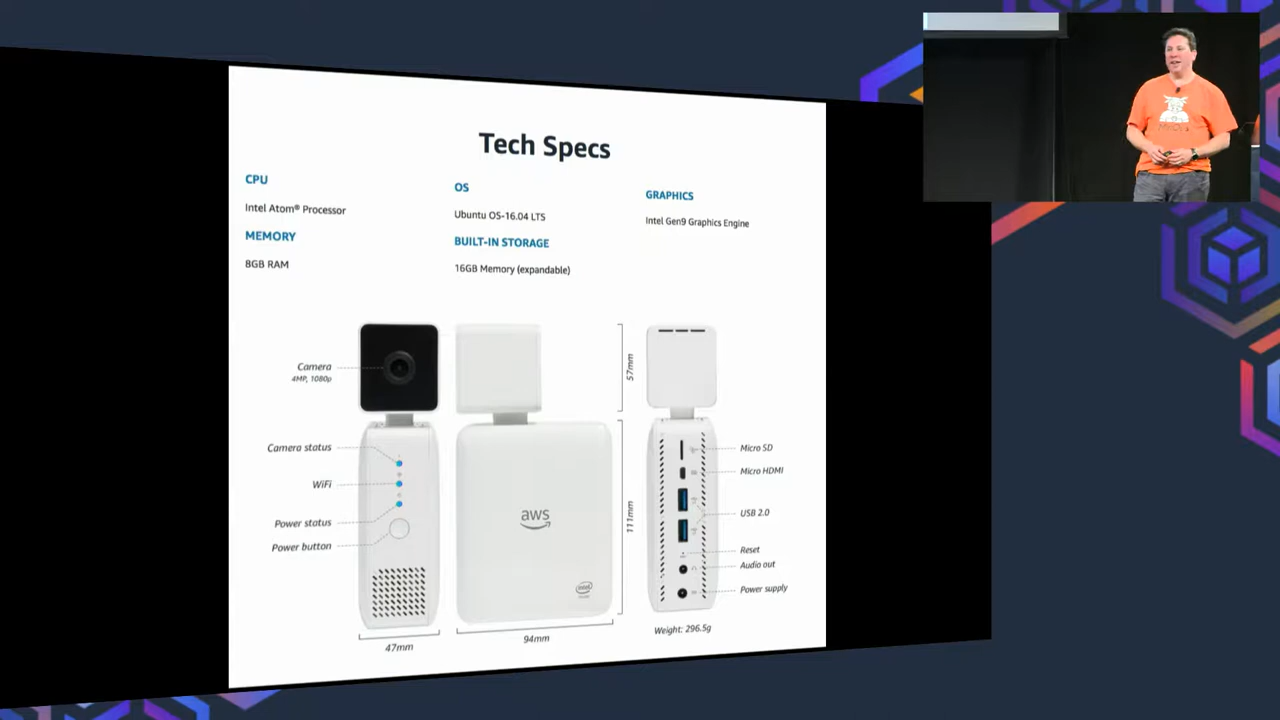 Tech Specs
CPU
Intel Atom® Processor
MEMORY
8GB RAM
OS
Ubuntu OS-16.04 LTS
BUILT-IN STORAGE
16GB Memory (expandable)
GRAPHICS
Intel Gen9 Graphics Engine
Camera
4MP, 1080p
Camera status
WiFi
Power status
Power button
47mm
aws
intel
94mm
57mm
111mm
Micro SD
Micro HDMI
USB 2.0
Reset
Audio out
Power supply
Weight: 296.5g